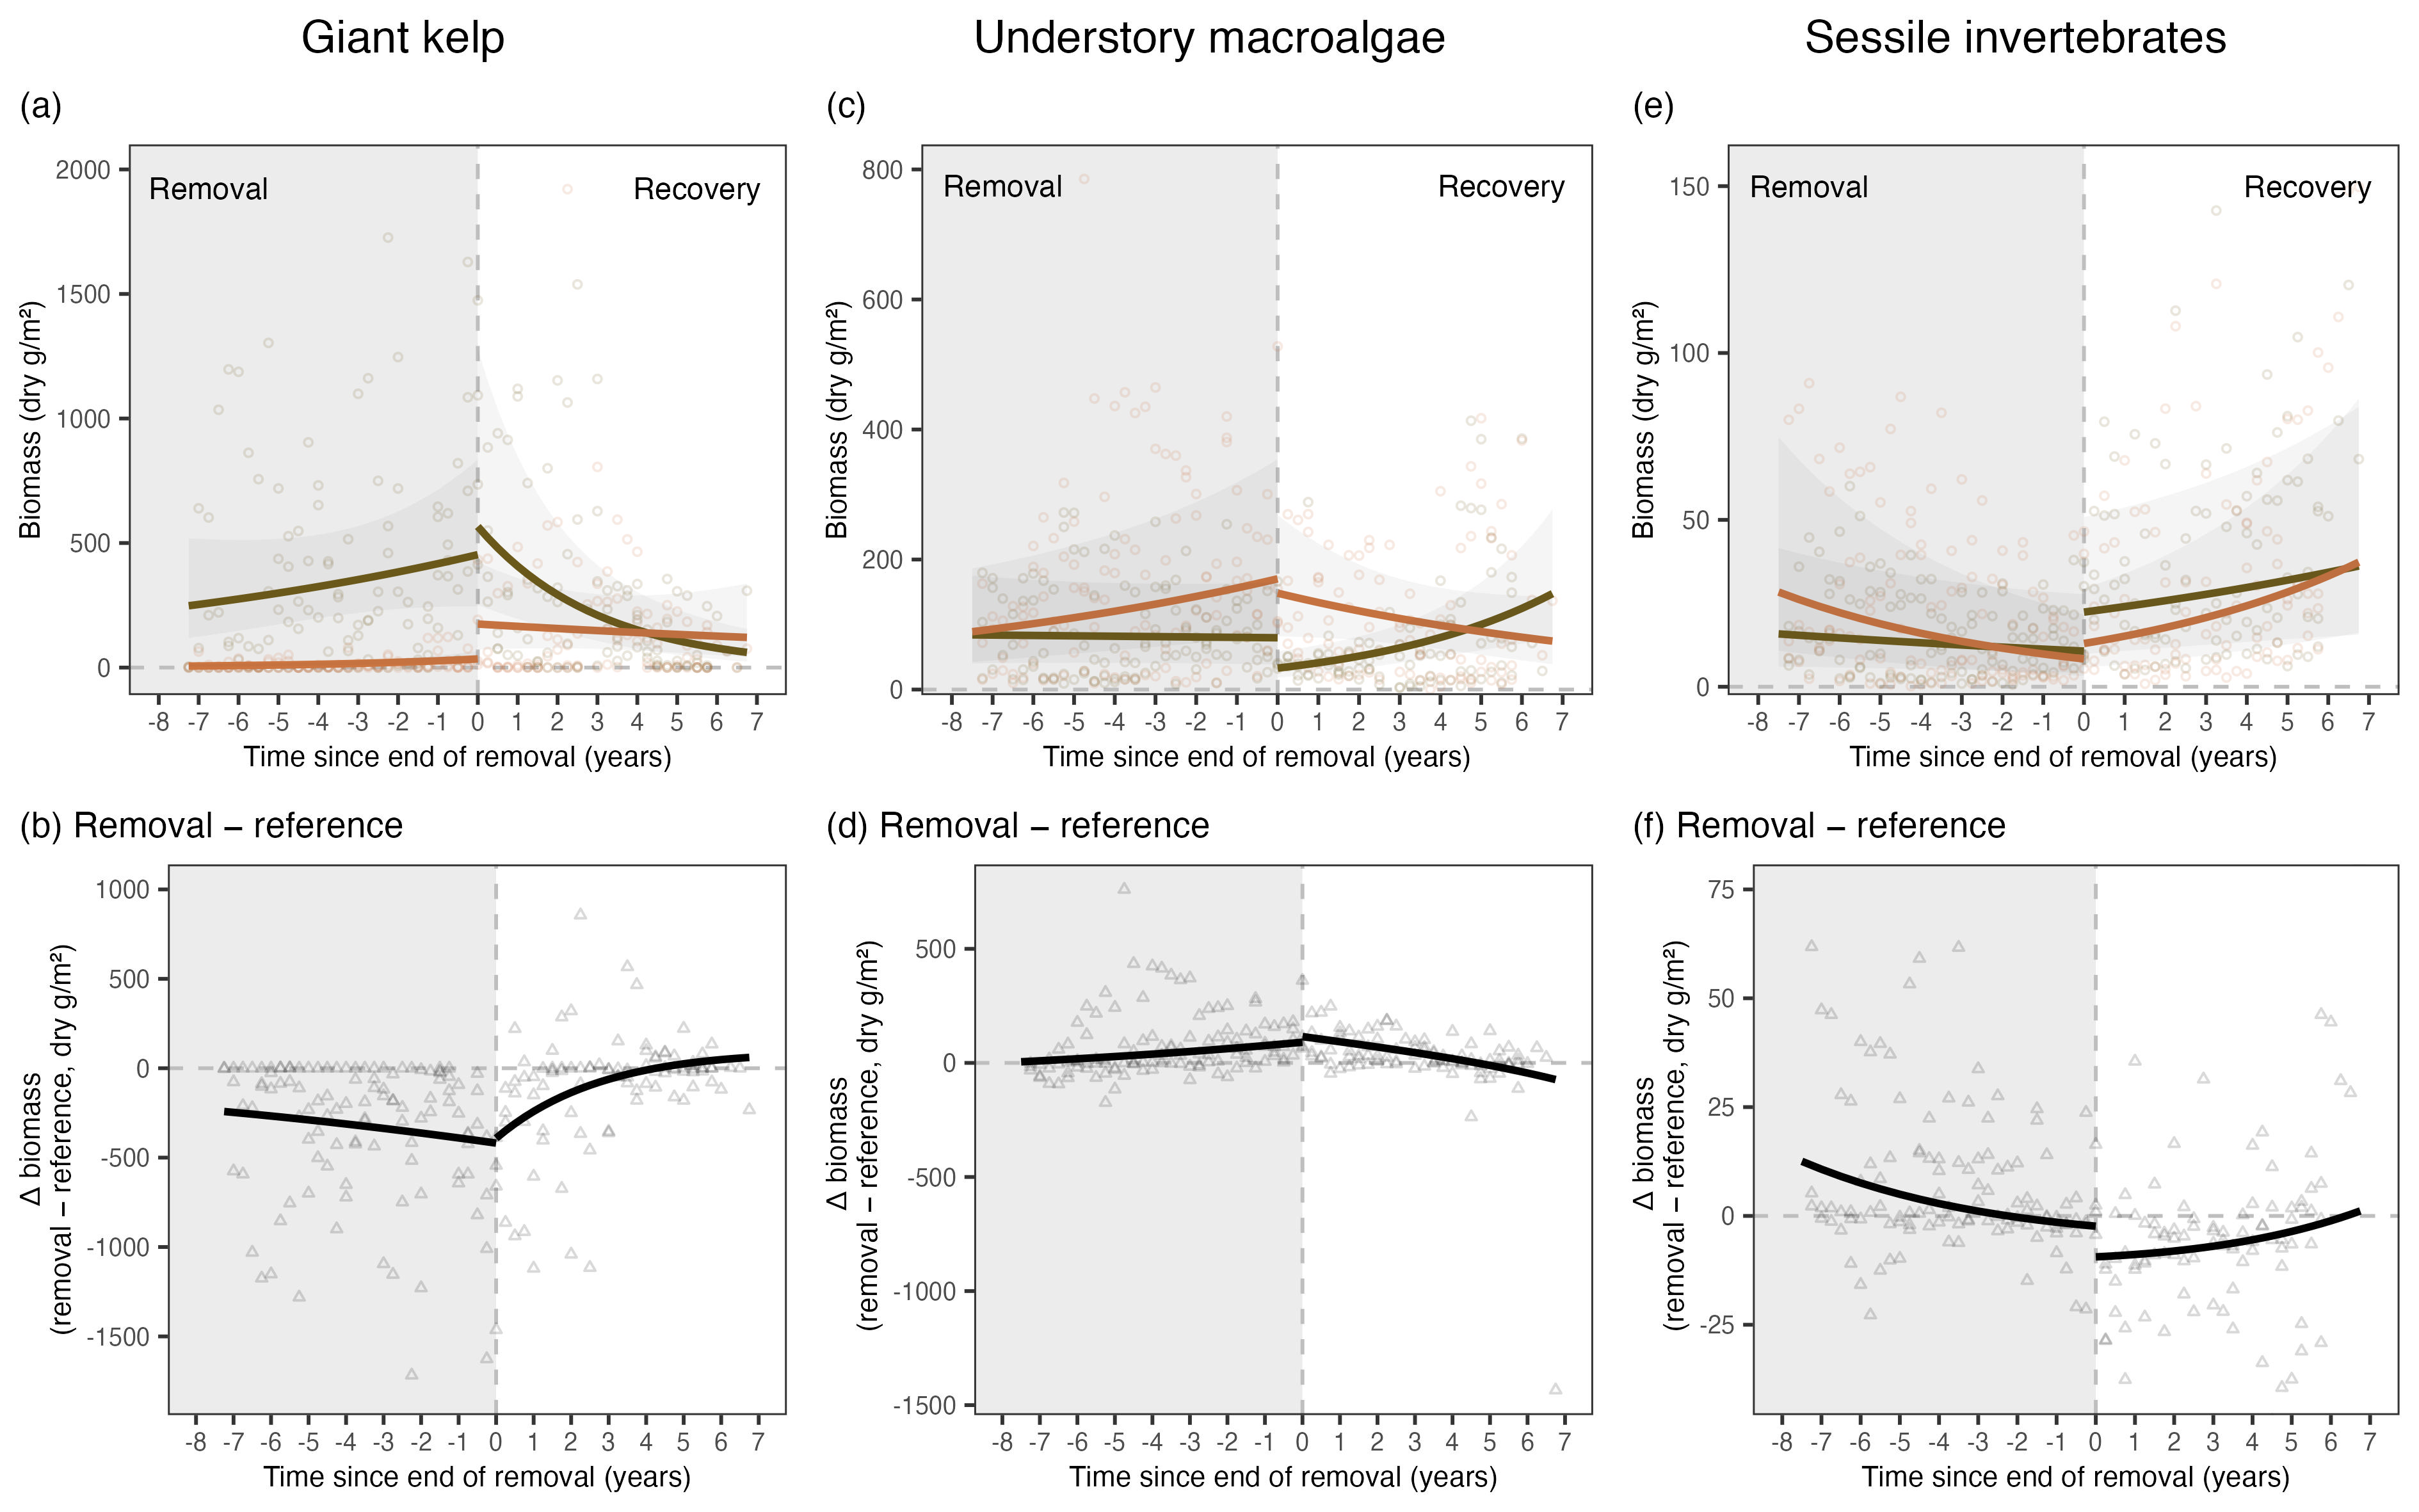 Giant kelp
Understory macroalgae
Sessile invertebrates
(a)
(c)
(e)
Removal
Recovery
2000
1500
1000
500
0
Biomass (dry g/m²)
-8 -7 -6 -5 -4 -3 -2 -1 0 1 2 3 4 5 6 7
Time since end of removal (years)
Removal
Recovery
800
600
400
200
0
Biomass (dry g/m²)
-8 -7 -6 -5 -4 -3 -2 -1 0 1 2 3 4 5 6 7
Time since end of removal (years)
Removal
Recovery
150
100
50
0
Biomass (dry g/m²)
-8 -7 -6 -5 -4 -3 -2 -1 0 1 2 3 4 5 6 7
Time since end of removal (years)
(b) Removal − reference
1000
500
0
-500
-1000
-1500
Δ biomass
(removal − reference, dry g/m²)
-8 -7 -6 -5 -4 -3 -2 -1 0 1 2 3 4 5 6 7
Time since end of removal (years)
(d) Removal − reference
500
0
-500
-1000
-1500
Δ biomass
(removal − reference, dry g/m²)
-8 -7 -6 -5 -4 -3 -2 -1 0 1 2 3 4 5 6 7
Time since end of removal (years)
(f) Removal − reference
75
50
25
0
-25
Δ biomass
(removal − reference, dry g/m²)
-8 -7 -6 -5 -4 -3 -2 -1 0 1 2 3 4 5 6 7
Time since end of removal (years)